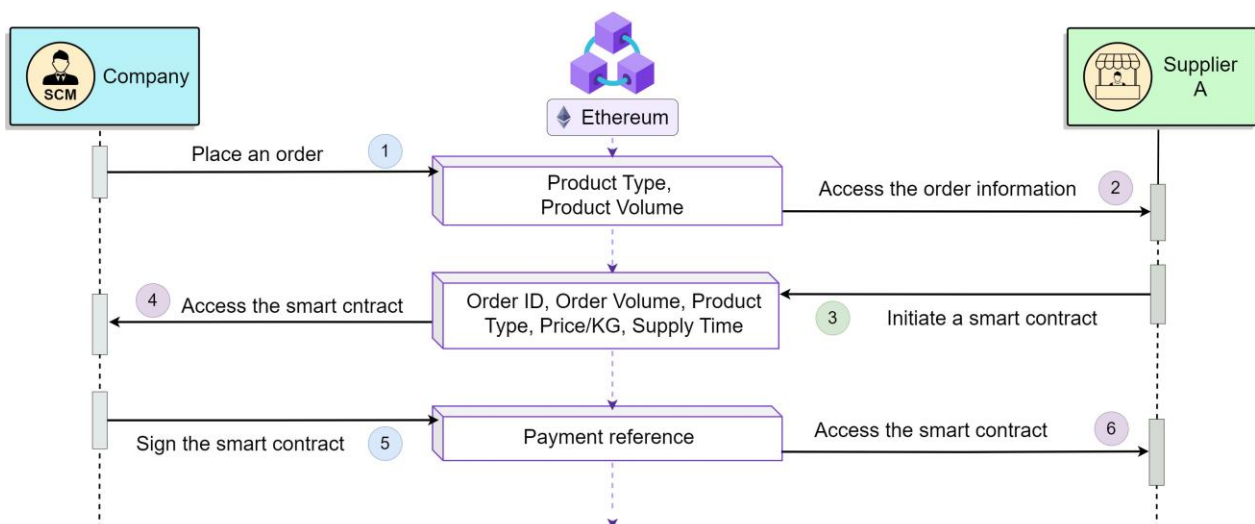 SCM
Company
Ethereum
Supplier
A
Place an order
1
Product Type,
Product Volume
Access the order information
2
4
Access the smart cntract
Order ID, Order Volume, Product
Type, Price/KG, Supply Time
3
Initiate a smart contract
Sign the smart contract
5
Payment reference
Access the smart contract
6